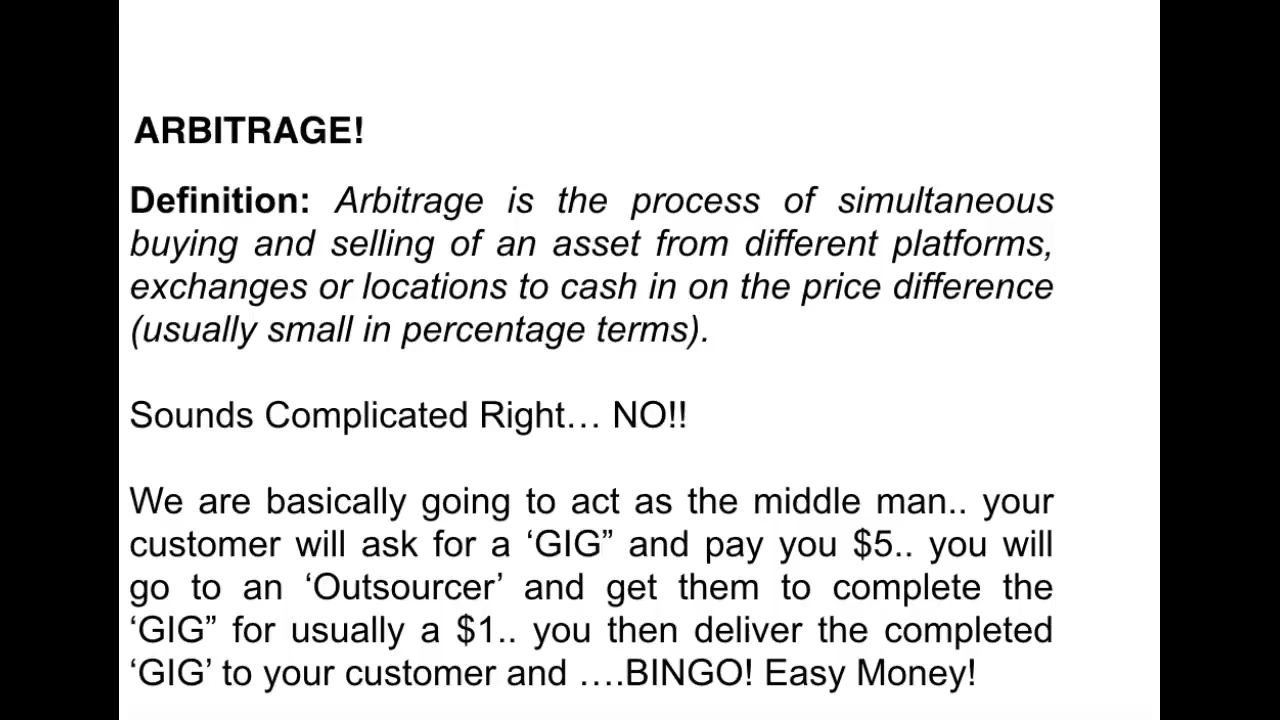 ARBITRAGE!
Definition: Arbitrage is the process of simultaneous
buying and selling of an asset from different platforms,
exchanges or locations to cash in on the price difference
(usually small in percentage terms).
Sounds Complicated Right… NO!!
We are basically going to act as the middle man.. your
customer will ask for a ‘GIG” and pay you $5.. you will
go to an ‘Outsourcer’ and get them to complete the
‘GIG” for usually a $1.. you then deliver the completed
‘GIG’ to your customer and ….BINGO! Easy Money!